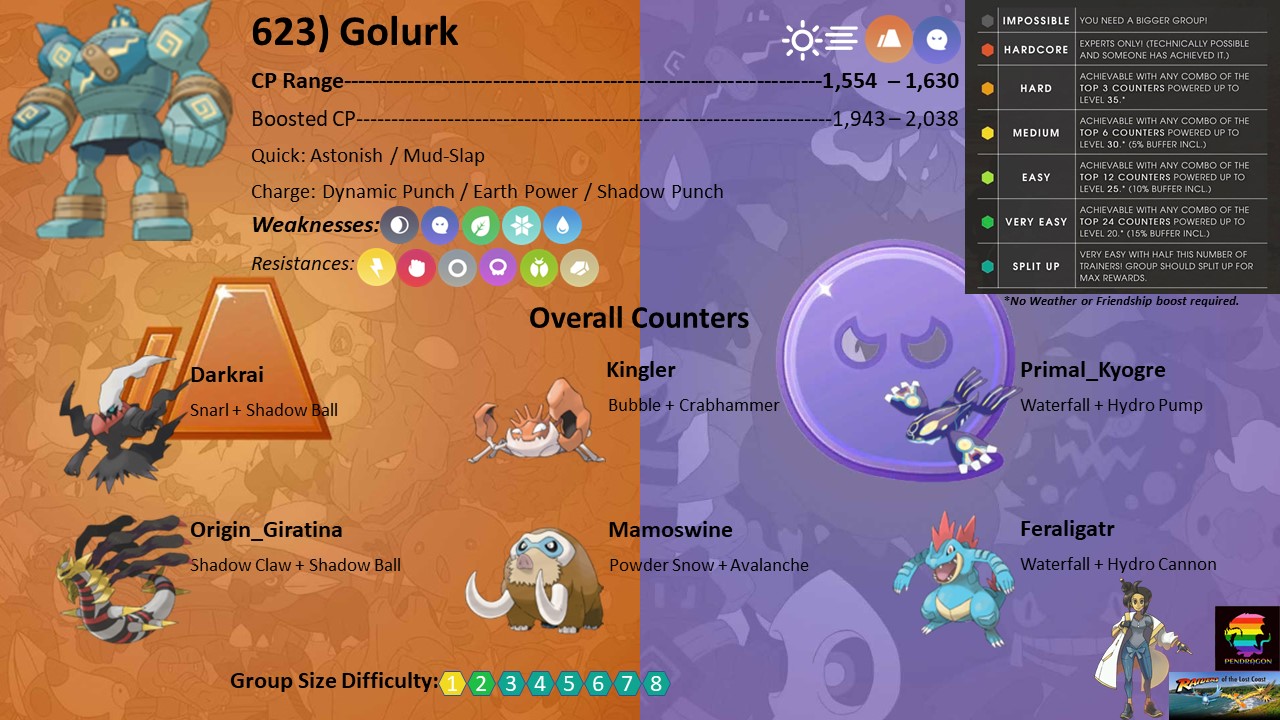 623) Golurk
CP Range-----------------------------------------------------------------------1,554 – 1,630
Boosted CP-----------------------------------------------------------------------1,943 – 2,038
Quick: Astonish / Mud-Slap
Charge: Dynamic Punch / Earth Power / Shadow Punch
Weaknesses:
Resistances:
IMPOSSIBLE YOU NEED A BIGGER GROUP!
HARDCORE EXPERTS ONLY! (TECHNICALLY POSSIBLE
AND SOMEONE HAS ACHIEVED IT.)
HARD ACHIEVABLE WITH ANY COMBO OF THE
TOP 3 COUNTERS POWERED UP TO
LEVEL 35.*
MEDIUM ACHIEVABLE WITH ANY COMBO OF THE
TOP 6 COUNTERS POWERED UP TO
LEVEL 30.* (5% BUFFER INCL.)
EASY ACHIEVABLE WITH ANY COMBO OF THE
TOP 12 COUNTERS POWERED UP TO
LEVEL 25.* (10% BUFFER INCL.)
VERY EASY ACHIEVABLE WITH ANY COMBO OF THE
TOP 24 COUNTERS POWERED UP TO
LEVEL 20.* (15% BUFFER INCL.)
SPLIT UP VERY EASY WITH HALF THIS NUMBER OF
TRAINERS! GROUP SHOULD SPLIT UP FOR
MAX REWARDS.
*No Weather or Friendship boost required.
Overall Counters
Darkrai
Snarl + Shadow Ball
Kingler
Bubble + Crabhammer
Primal_Kyogre
Waterfall + Hydro Pump
Origin_Giratina
Shadow Claw + Shadow Ball
Mamoswine
Powder Snow + Avalanche
Feraligatr
Waterfall + Hydro Cannon
Group Size Difficulty: 1 2 3 4 5 6 7 8
PENDRAGON
RAIDERS of the Lost Coast